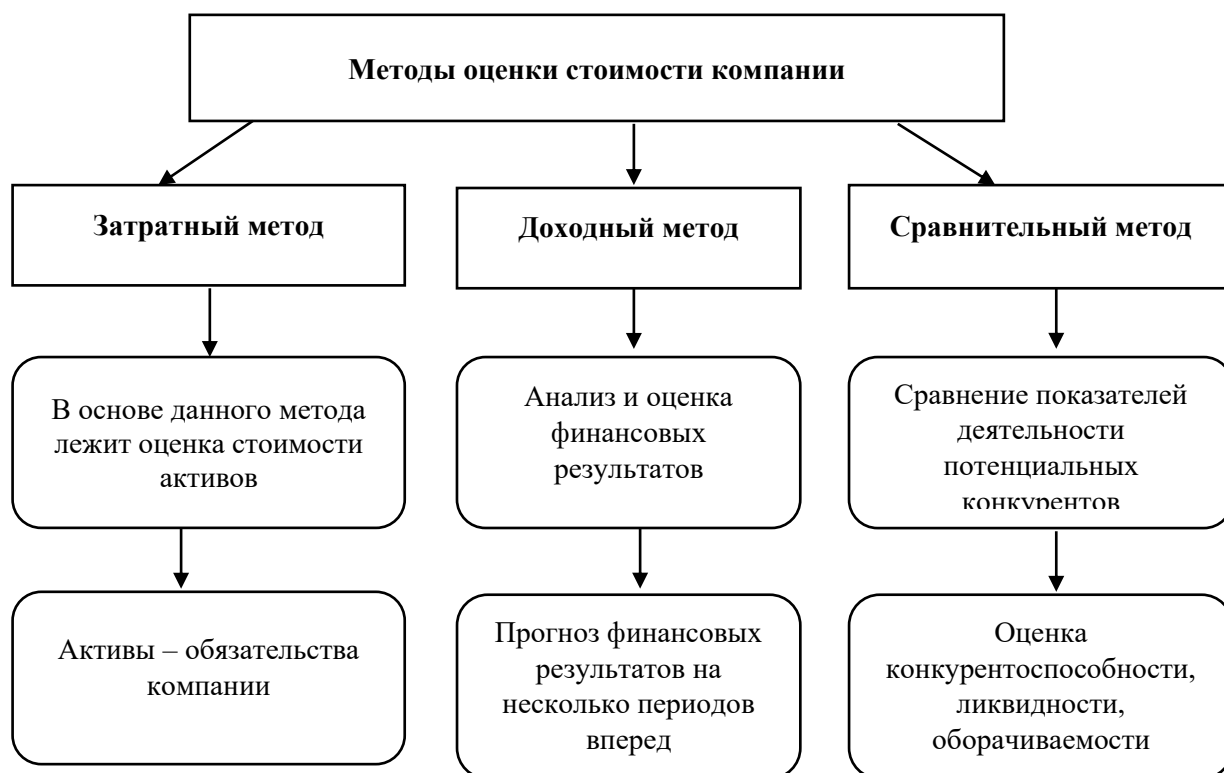 Методы оценки стоимости компании
Затратный метод
Доходный метод
Сравнительный метод
В основе данного метода
лежит оценка стоимости
активов
Анализ и оценка
финансовых
результатов
Сравнение показателей
деятельности
потенциальных
конкурентов
Активы – обязательства
компании
Прогноз финансовых
результатов на
несколько периодов
вперед
Оценка
конкурентоспособности,
ликвидности,
оборачиваемости